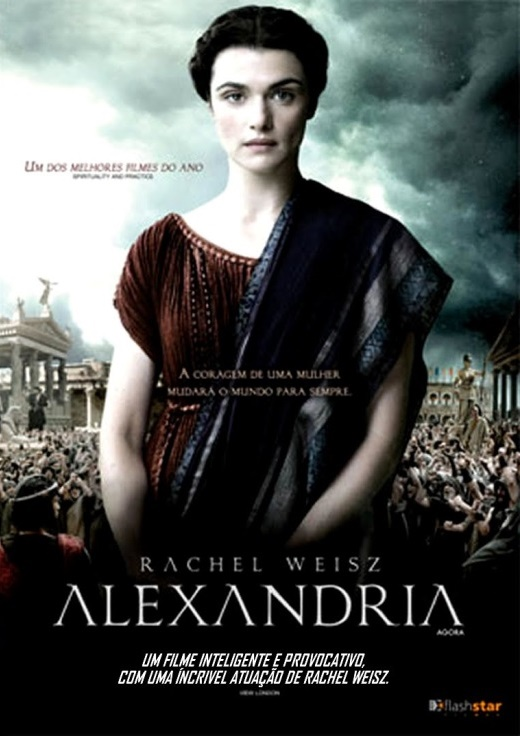 UM DOS MELHORES FILMES DO ANO
SPIRITUALITY AND PRACTICE
A CORAGEM DE UMA MULHER
MUDARÁ O MUNDO PARA SEMPRE.
RACHEL WEISZ
ALEXANDRIA
AGORA
UM FILME INTELIGENTE E PROVOCATIVO,
COM UMA ÍNCRIVEL ATUAÇÃO DE RACHEL WEISZ.
VIEW LONDON
flashstar
FILMES